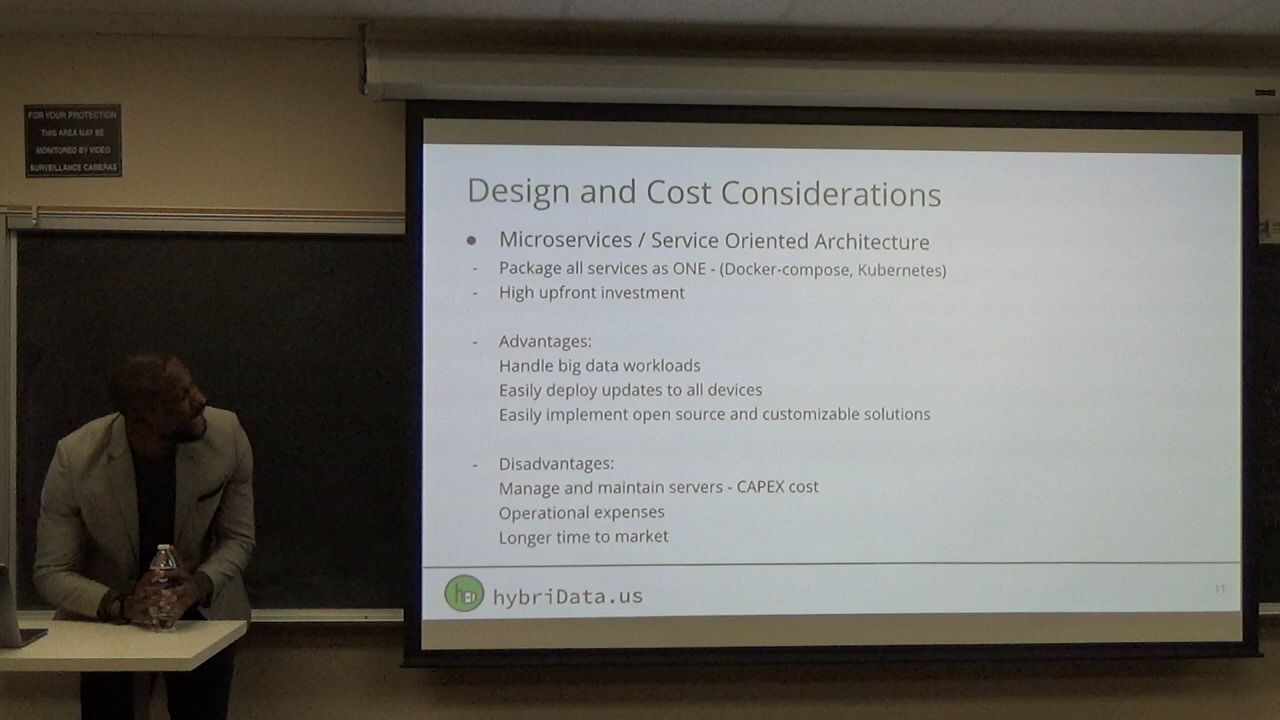 FOR YOUR PROTECTION
THIS AREA MAY BE
MONITORED BY VIDEO
SURVEILLANCE CAMERAS
Design and Cost Considerations
● Microservices / Service Oriented Architecture
- Package all services as ONE - (Docker-compose, Kubernetes)
- High upfront investment
- Advantages:
Handle big data workloads
Easily deploy updates to all devices
Easily implement open source and customizable solutions
- Disadvantages:
Manage and maintain servers - CAPEX cost
Operational expenses
Longer time to market
hybriData.us
11